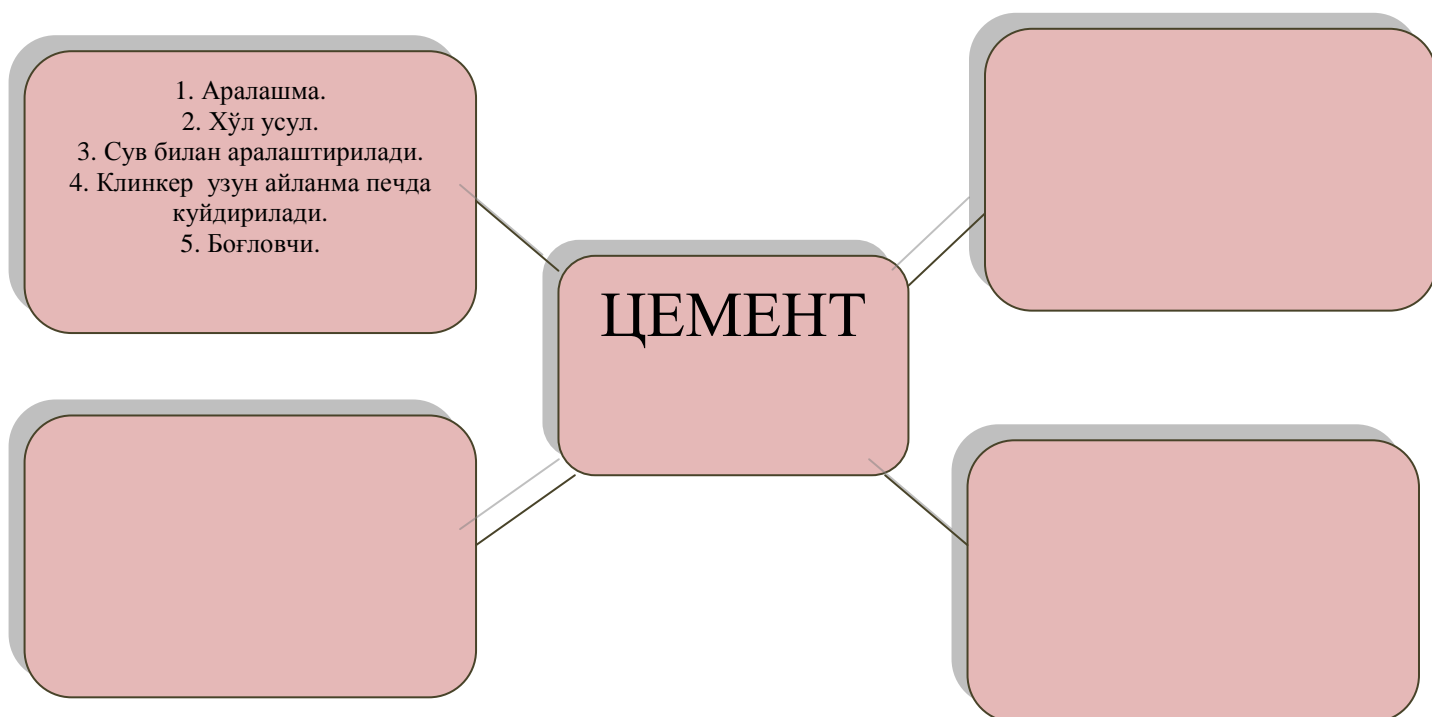 1. Аралашма.
2. Хўл усул.
3. Сув билан аралаштирилади.
4. Клинкер узун айланма печда
куйдирилади.
5. Боғловчи.
ЦЕМЕНТ